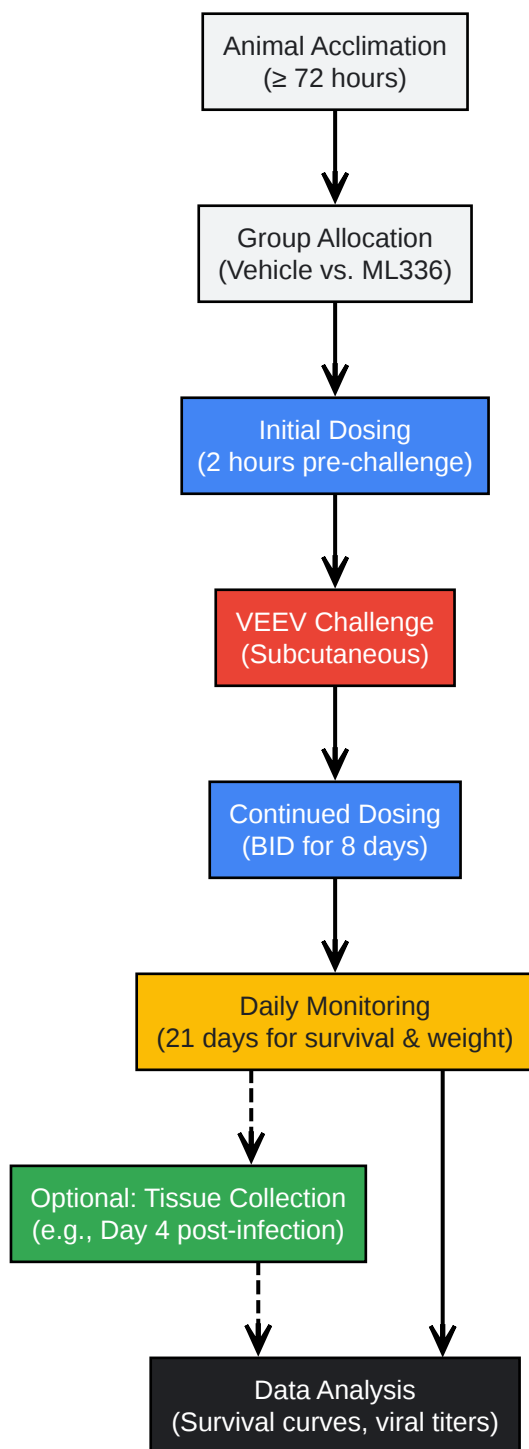 Animal Acclimation
(≥ 72 hours)
Group Allocation
(Vehicle vs. ML336)
Initial Dosing
(2 hours pre-challenge)
VEEV Challenge
(Subcutaneous)
Continued Dosing
(BID for 8 days)
Daily Monitoring
(21 days for survival & weight)
Optional: Tissue Collection
(e.g., Day 4 post-infection)
Data Analysis
(Survival curves, viral titers)